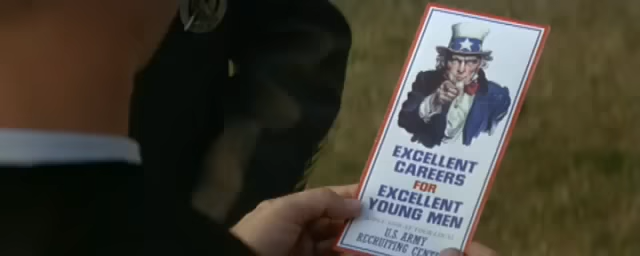 EXCELLENT
CAREERS
FOR
EXCELLENT
YOUNG MEN
U.S. ARMY
RECRUITING